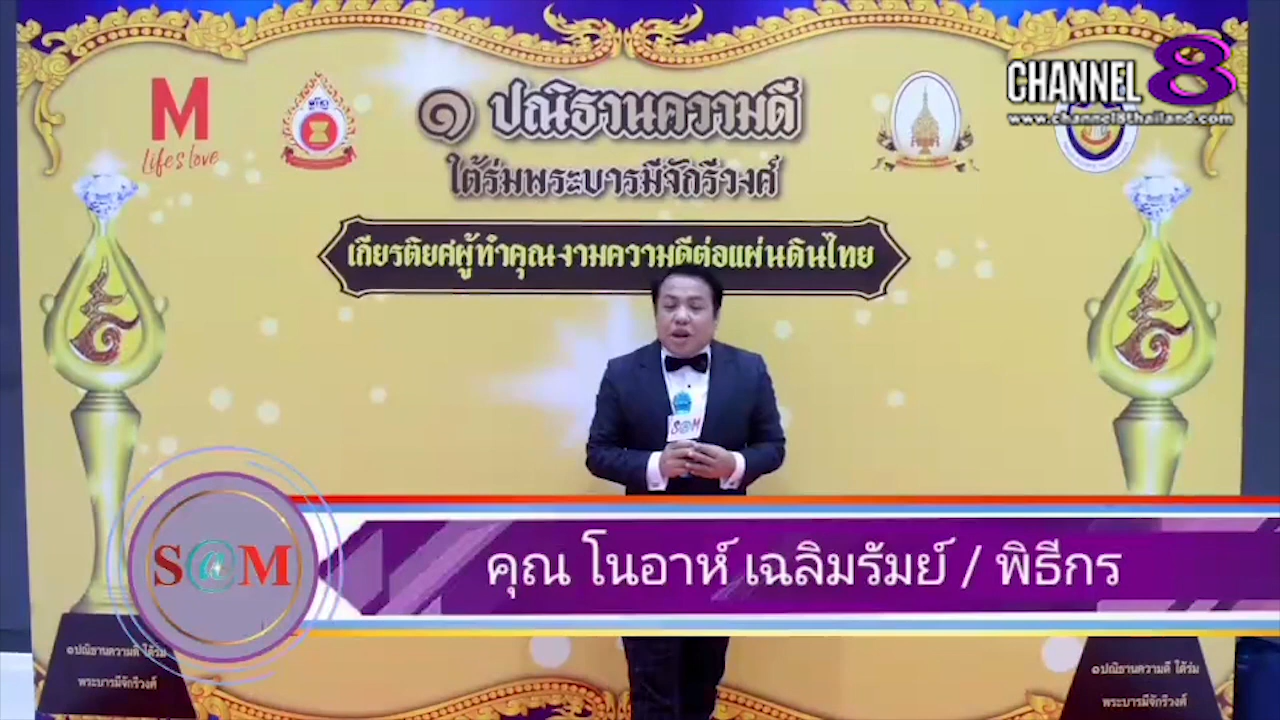 CHANNEL 8
www.channel8thailand.com
M
Life's love
๑ ปณิธานความดี
ใต้ร่มพระบารมีจักรีวงศ์
เกียรติยศผู้ทำคุณงามความดีต่อแผ่นดินไทย
S@M
S@M
คุณ โนอาห์ เฉลิมรัมย์ / พิธีกร
๑ปณิธานความดี ใต้ร่ม
พระบารมีจักรีวงศ์
๑ปณิธานความดี ใต้ร่ม
พระบารมีจักรีวงศ์